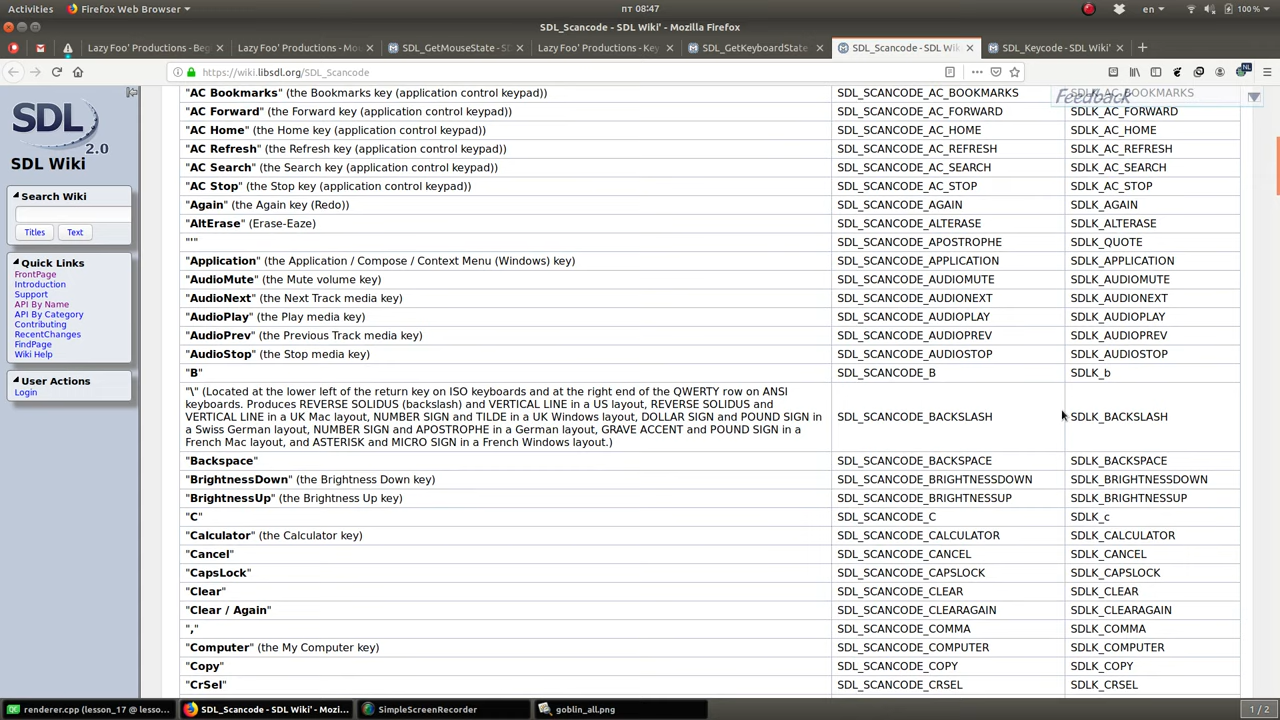 Activities Firefox Web Browser пт 08:47 en 100 %
SDL_Scancode - SDL Wiki' - Mozilla Firefox
Lazy Foo' Productions - Beg Lazy Foo' Productions - Mou SDL_GetMouseState - SDL Lazy Foo' Productions - Key SDL_GetKeyboardState SDL_Scancode - SDL Wiki SDL_Keycode - SDL Wiki'
https://wiki.libsdl.org/SDL_Scancode
SDL
2.0
SDL Wiki
Search Wiki
Titles Text
Quick Links
FrontPage
Introduction
Support
API By Name
API By Category
Contributing
RecentChanges
FindPage
Wiki Help
User Actions
Login
Feedback
"AC Bookmarks" (the Bookmarks key (application control keypad)) SDL_SCANCODE_AC_BOOKMARKS SDLK_AC_BOOKMARKS
"AC Forward" (the Forward key (application control keypad)) SDL_SCANCODE_AC_FORWARD SDLK_AC_FORWARD
"AC Home" (the Home key (application control keypad)) SDL_SCANCODE_AC_HOME SDLK_AC_HOME
"AC Refresh" (the Refresh key (application control keypad)) SDL_SCANCODE_AC_REFRESH SDLK_AC_REFRESH
"AC Search" (the Search key (application control keypad)) SDL_SCANCODE_AC_SEARCH SDLK_AC_SEARCH
"AC Stop" (the Stop key (application control keypad)) SDL_SCANCODE_AC_STOP SDLK_AC_STOP
"Again" (the Again key (Redo)) SDL_SCANCODE_AGAIN SDLK_AGAIN
"AltErase" (Erase-Eaze) SDL_SCANCODE_ALTERASE SDLK_ALTERASE
"'" SDL_SCANCODE_APOSTROPHE SDLK_QUOTE
"Application" (the Application / Compose / Context Menu (Windows) key) SDL_SCANCODE_APPLICATION SDLK_APPLICATION
"AudioMute" (the Mute volume key) SDL_SCANCODE_AUDIOMUTE SDLK_AUDIOMUTE
"AudioNext" (the Next Track media key) SDL_SCANCODE_AUDIONEXT SDLK_AUDIONEXT
"AudioPlay" (the Play media key) SDL_SCANCODE_AUDIOPLAY SDLK_AUDIOPLAY
"AudioPrev" (the Previous Track media key) SDL_SCANCODE_AUDIOPREV SDLK_AUDIOPREV
"AudioStop" (the Stop media key) SDL_SCANCODE_AUDIOSTOP SDLK_AUDIOSTOP
"B" SDL_SCANCODE_B SDLK_b
"\" (Located at the lower left of the return key on ISO keyboards and at the right end of the QWERTY row on ANSI
keyboards. Produces REVERSE SOLIDUS (backslash) and VERTICAL LINE in a US layout, REVERSE SOLIDUS and
VERTICAL LINE in a UK Mac layout, NUMBER SIGN and TILDE in a UK Windows layout, DOLLAR SIGN and POUND SIGN in SDL_SCANCODE_BACKSLASH SDLK_BACKSLASH
a Swiss German layout, NUMBER SIGN and APOSTROPHE in a German layout, GRAVE ACCENT and POUND SIGN in a
French Mac layout, and ASTERISK and MICRO SIGN in a French Windows layout.)
"Backspace" SDL_SCANCODE_BACKSPACE SDLK_BACKSPACE
"BrightnessDown" (the Brightness Down key) SDL_SCANCODE_BRIGHTNESSDOWN SDLK_BRIGHTNESSDOWN
"BrightnessUp" (the Brightness Up key) SDL_SCANCODE_BRIGHTNESSUP SDLK_BRIGHTNESSUP
"C" SDL_SCANCODE_C SDLK_c
"Calculator" (the Calculator key) SDL_SCANCODE_CALCULATOR SDLK_CALCULATOR
"Cancel" SDL_SCANCODE_CANCEL SDLK_CANCEL
"CapsLock" SDL_SCANCODE_CAPSLOCK SDLK_CAPSLOCK
"Clear" SDL_SCANCODE_CLEAR SDLK_CLEAR
"Clear / Again" SDL_SCANCODE_CLEARAGAIN SDLK_CLEARAGAIN
"," SDL_SCANCODE_COMMA SDLK_COMMA
"Computer" (the My Computer key) SDL_SCANCODE_COMPUTER SDLK_COMPUTER
"Copy" SDL_SCANCODE_COPY SDLK_COPY
"CrSel" SDL_SCANCODE_CRSEL SDLK_CRSEL
renderer.cpp (lesson_17 @ lesso... SDL_Scancode - SDL Wiki' - Mozi... SimpleScreenRecorder goblin_all.png 1 / 2